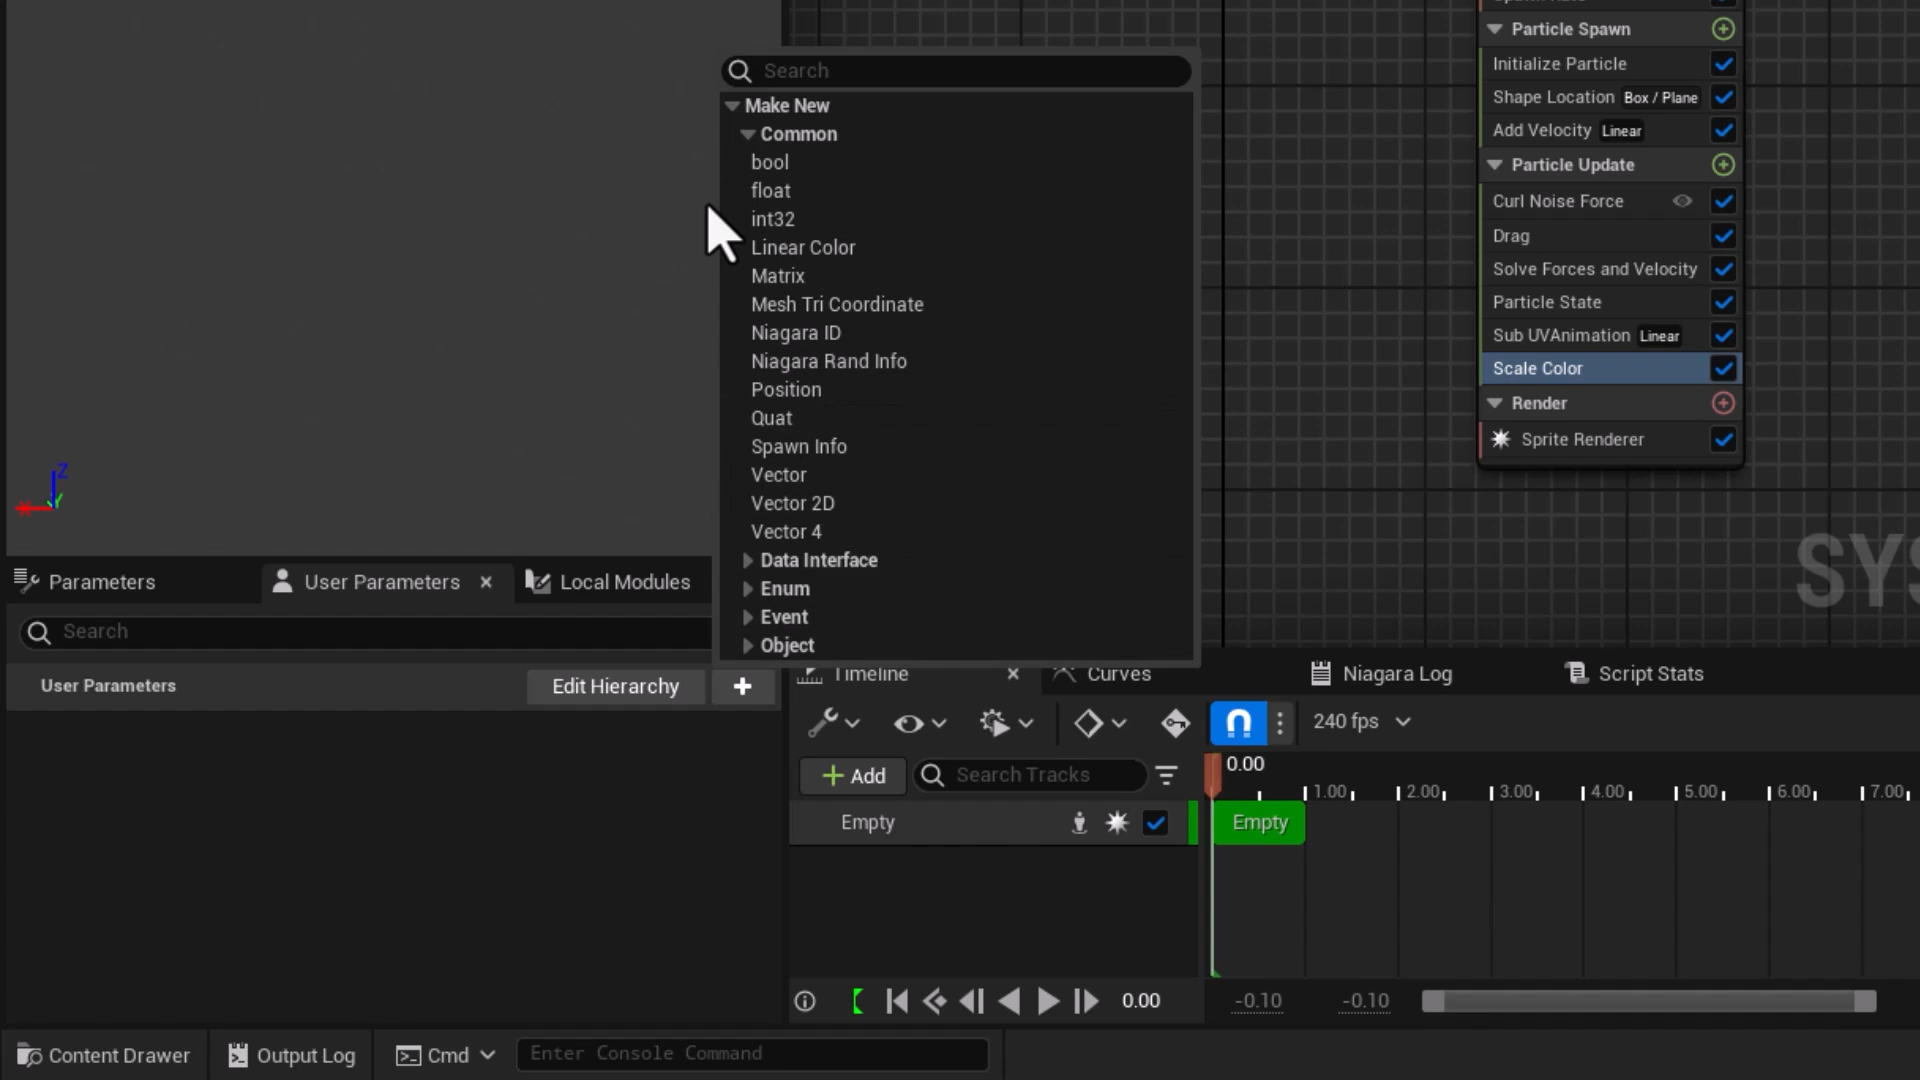 Particle Spawn
Initialize Particle
Shape Location Box / Plane
Add Velocity Linear
Particle Update
Curl Noise Force
Drag
Solve Forces and Velocity
Particle State
Sub UVAnimation Linear
Scale Color
Render
Sprite Renderer
Search
Make New
Common
bool
float
int32
Linear Color
Matrix
Mesh Tri Coordinate
Niagara ID
Niagara Rand Info
Position
Quat
Spawn Info
Vector
Vector 2D
Vector 4
Data Interface
Enum
Event
Object
Z
Y
SYS
Parameters
User Parameters
Local Modules
Search
User Parameters
Edit Hierarchy
Timeline
Curves
Niagara Log
Script Stats
240 fps
Add
Search Tracks
0.00
1.00 2.00 3.00 4.00 5.00 6.00 7.00
Empty
Empty
0.00
-0.10
-0.10
Content Drawer
Output Log
Cmd
Enter Console Command